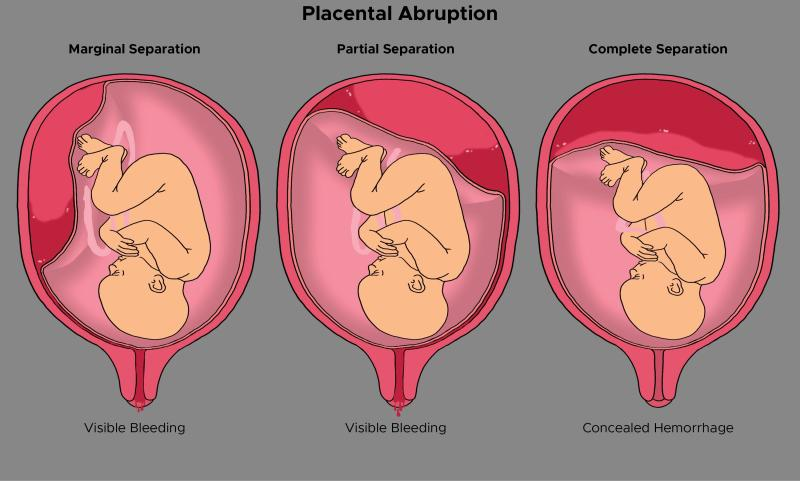 Placental Abruption
Marginal Separation
Partial Separation
Complete Separation
Visible Bleeding
Visible Bleeding
Concealed Hemorrhage